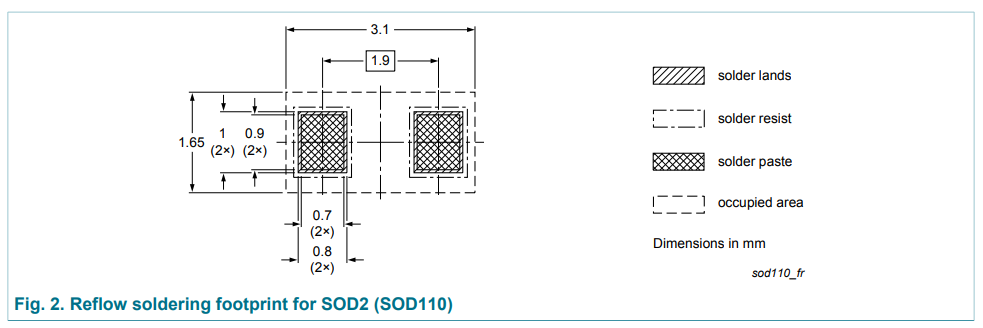 3.1
1.9
solder lands
solder resist
1.65
1
(2×)
0.9
(2×)
solder paste
occupied area
0.7
(2×)
0.8
(2×)
Dimensions in mm
sod110_fr
Fig. 2. Reflow soldering footprint for SOD2 (SOD110)